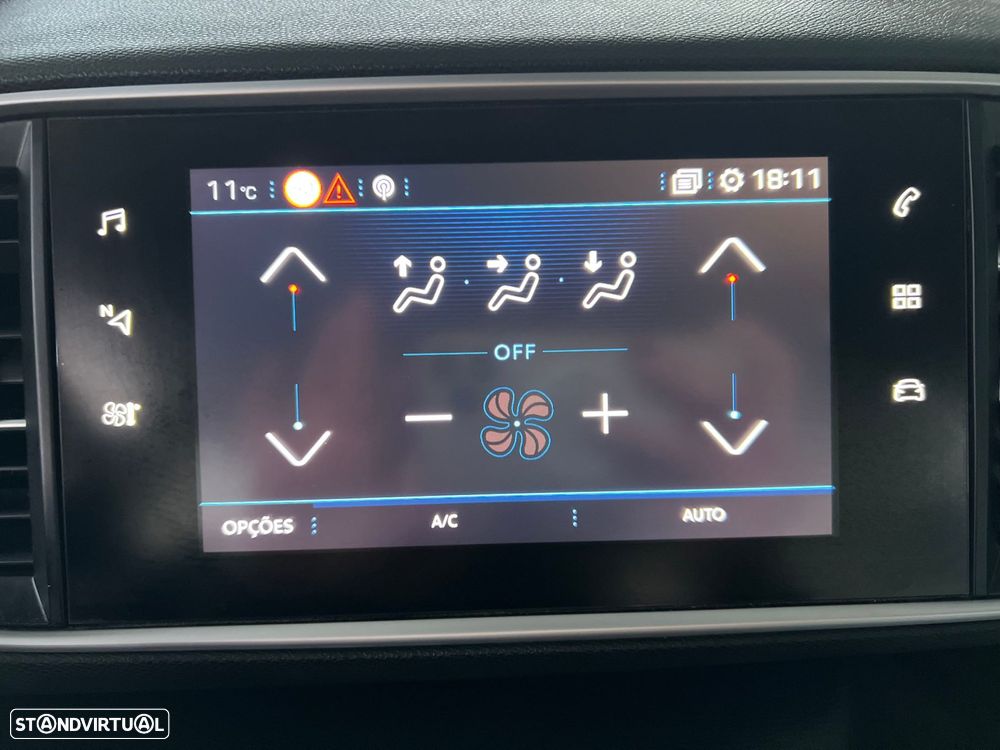 11°C 18:11
N
OFF
OPÇÕES A/C AUTO
STANDVIRTUAL